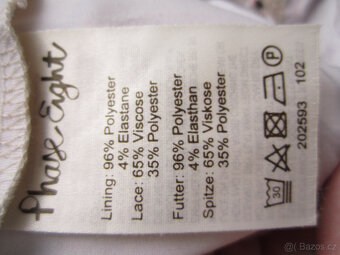 Phase Eight
Lining: 96% Polyester
4% Elastane
Lace: 65% Viscose
35% Polyester
Futter: 96% Polyester
4% Elasthan
Spitze: 65% Viskose
35% Polyester
30
202593 102
Bazos.cz